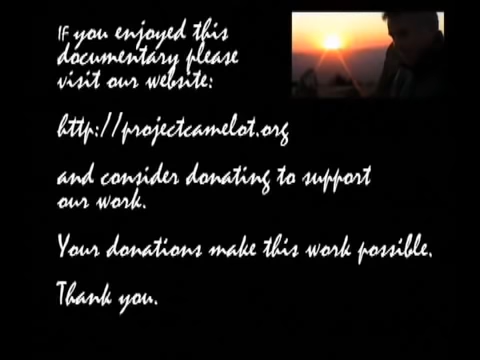 If you enjoyed this
documentary please
visit our website:
http://projectcamelot.org
and consider donating to support
our work.
Your donations make this work possible.
Thank you.